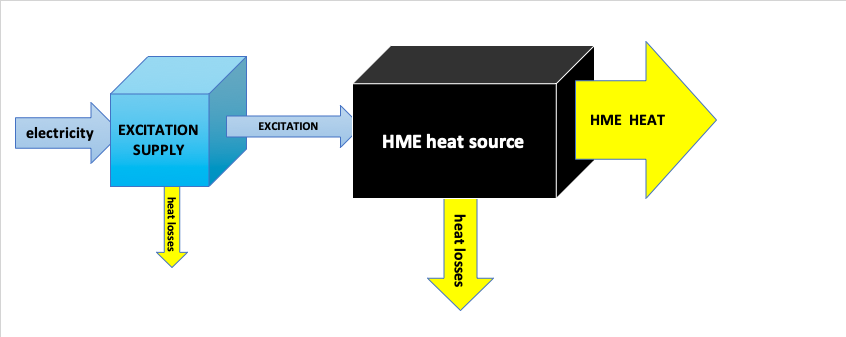 electricity
EXCITATION
SUPPLY
EXCITATION
HME heat source
HME HEAT
heat losses
heat losses